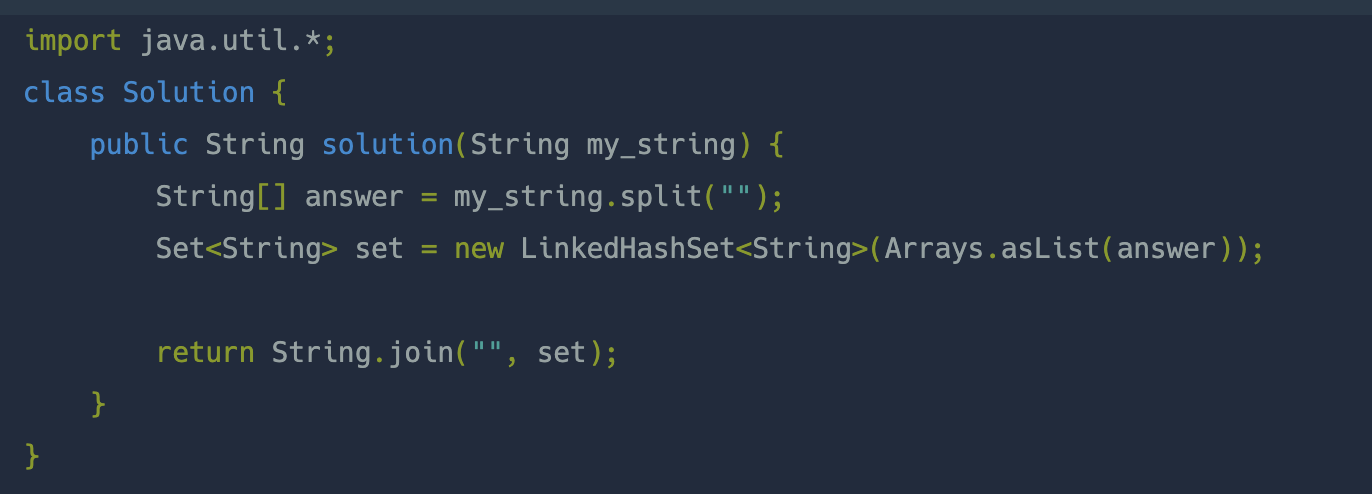 import java.util.*;
class Solution {
    public String solution(String my_string) {
        String[] answer = my_string.split("");
        Set<String> set = new LinkedHashSet<String>(Arrays.asList(answer));

        return String.join("", set);
    }
}